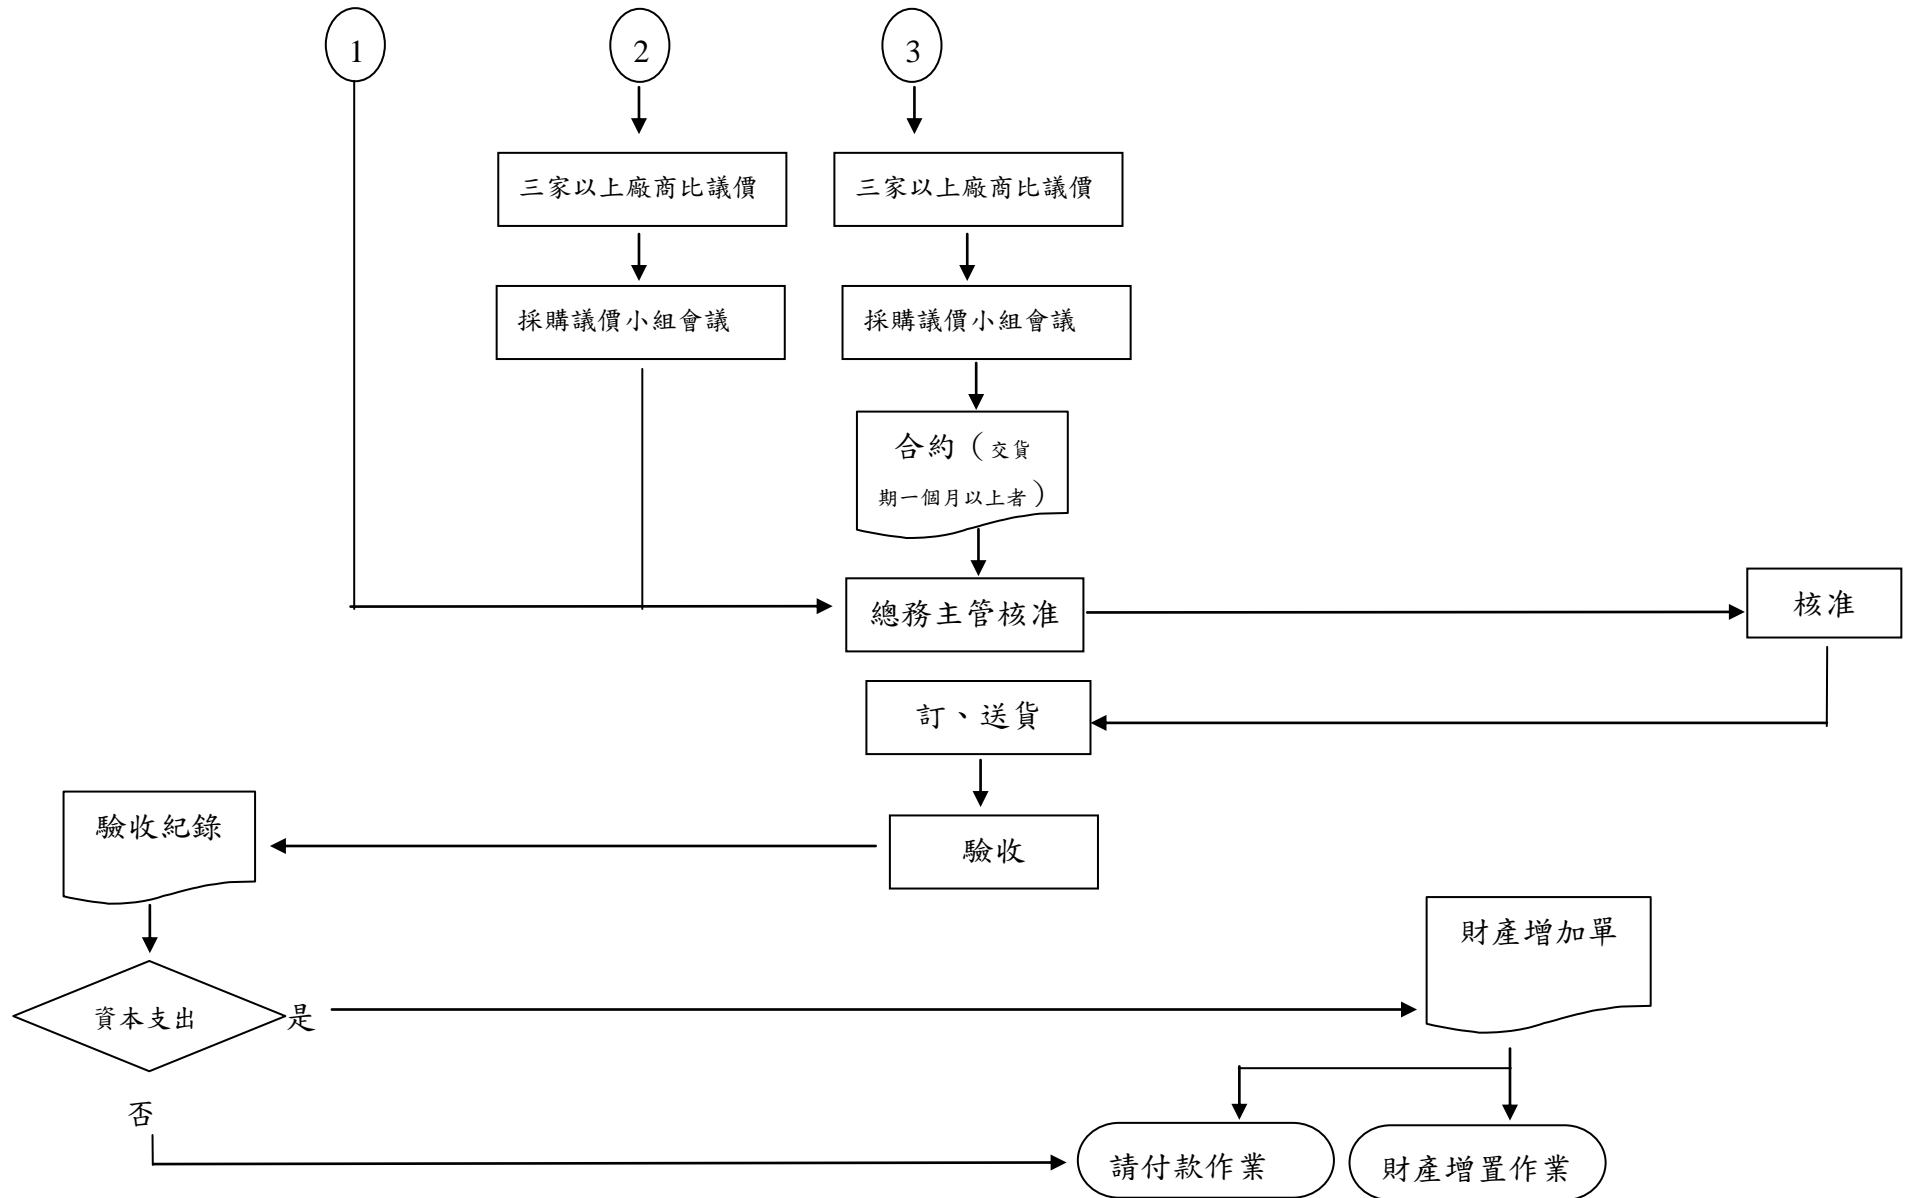 1
2
3
三家以上廠商比議價
三家以上廠商比議價
採購議價小組會議
採購議價小組會議
合約（交貨
期一個月以上者）
總務主管核准
核准
訂、送貨
驗收紀錄
驗收
財產增加單
資本支出
是
否
請付款作業
財產增置作業